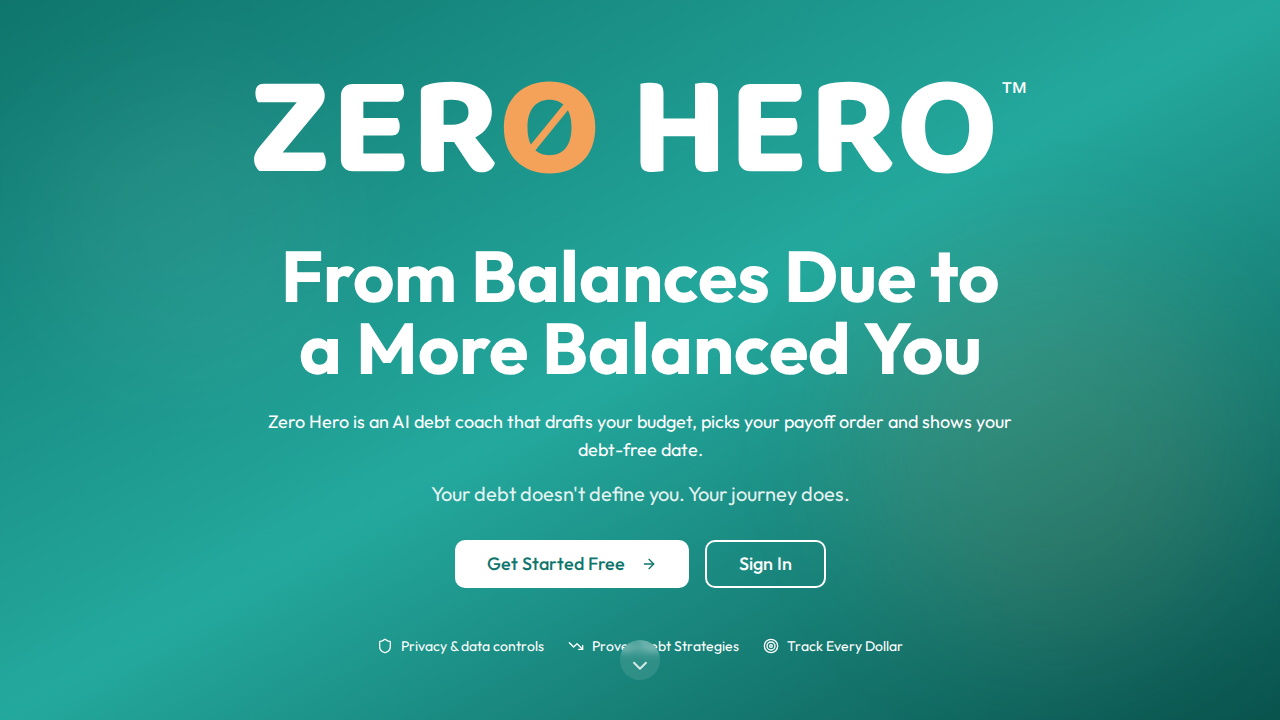 ZERØ HERO™
From Balances Due to
a More Balanced You
Zero Hero is an AI debt coach that drafts your budget, picks your payoff order and shows your
debt-free date.
Your debt doesn't define you. Your journey does.
Get Started Free
Sign In
Privacy & data controls
Strategies
Track Every Dollar